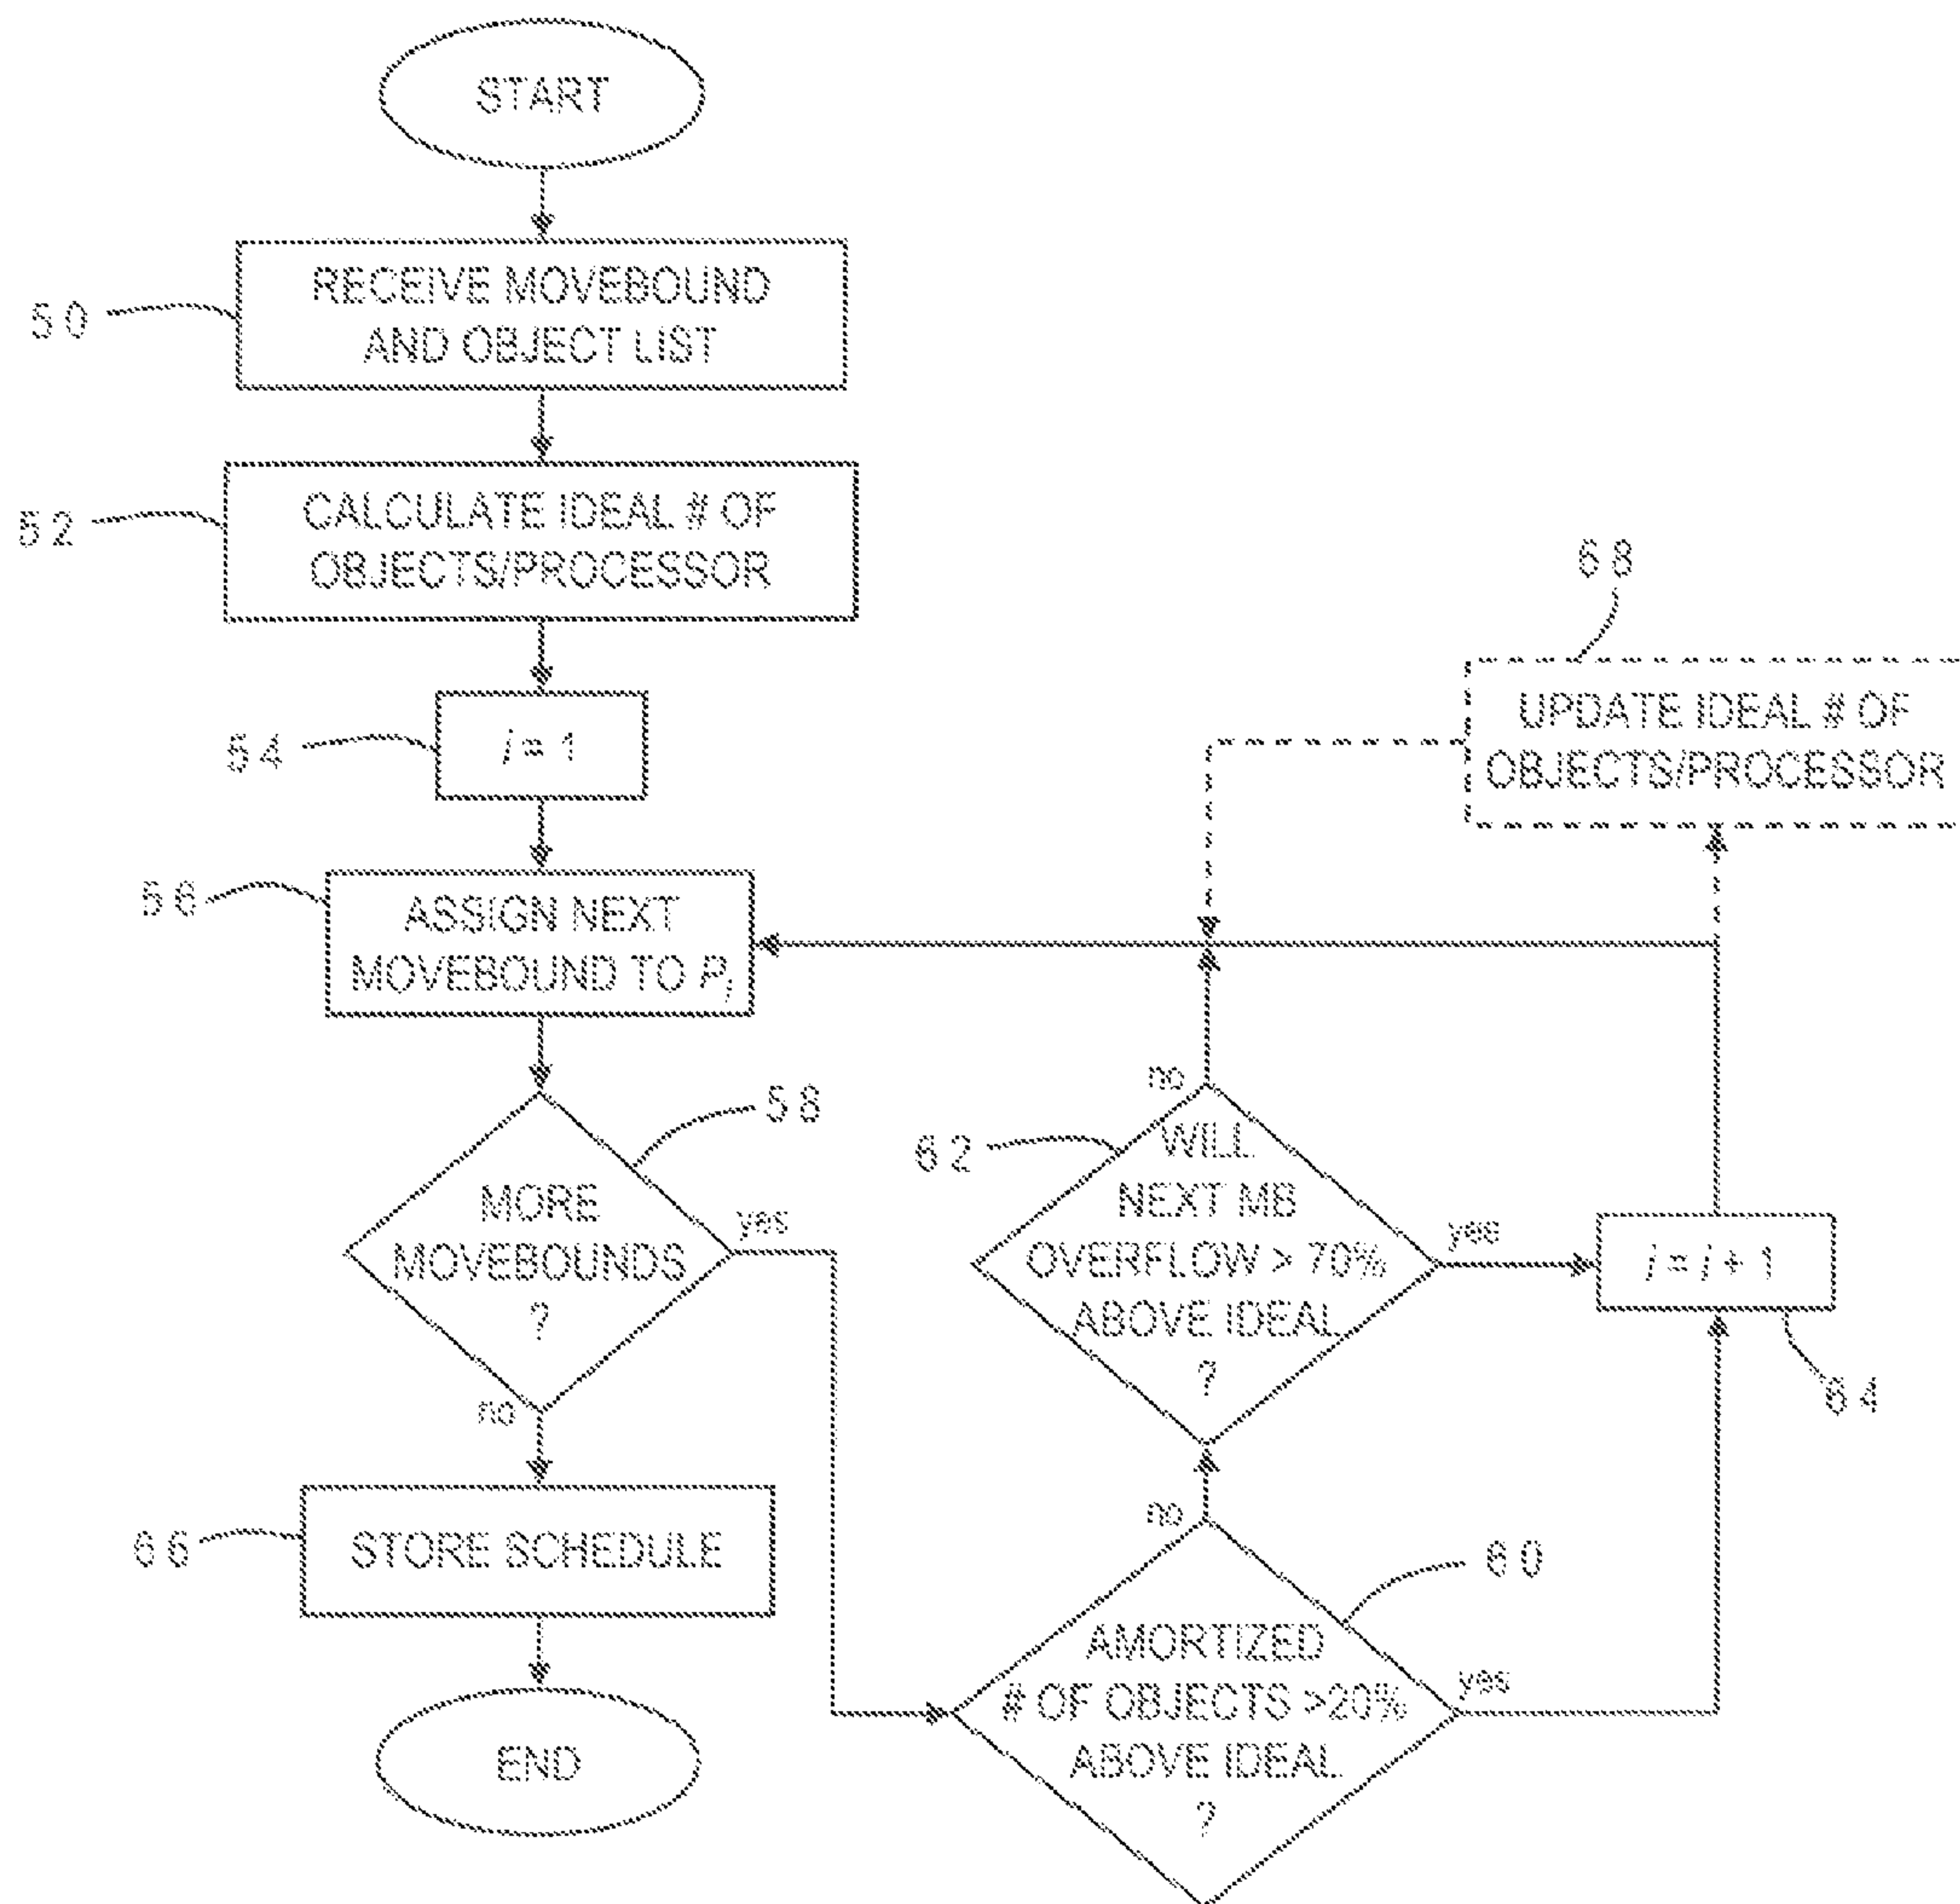 START
50
RECEIVE MOVEBOUND
AND OBJECT LIST
52
CALCULATE IDEAL # OF
OBJECTS/PROCESSOR
54
i = 1
68
UPDATE IDEAL # OF
OBJECTS/PROCESSOR
56
ASSIGN NEXT
MOVEBOUND TO Pi
58
MORE
MOVEBOUNDS
?
yes
no
62
WILL
NEXT MB
OVERFLOW > 70%
ABOVE IDEAL
?
no
yes
i = i + 1
64
66
STORE SCHEDULE
60
AMORTIZED
# OF OBJECTS >20%
ABOVE IDEAL
?
no
yes
END